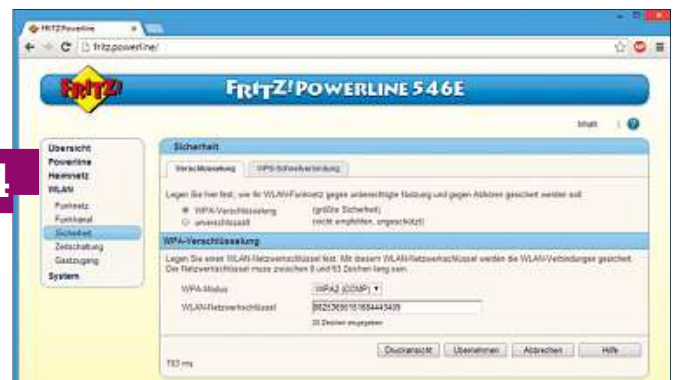 FRITZ!Powerline
fritz.powerline/
FRITZ!
FRITZ!POWERLINE 546E
Inhalt
4
Übersicht
Powerline
Heimnetz
WLAN
Funknetz
Funkkanal
Sicherheit
Zeitschaltung
Gastzugang
System
Sicherheit
Verschlüsselung WPS-Schnellverbindung
Legen Sie hier fest, wie Ihr WLAN-Funknetz gegen unberechtigte Nutzung und gegen Abhören gesichert werden soll
WPA-Verschlüsselung (größte Sicherheit)
unverschlüsselt (nicht empfohlen, ungeschützt)
WPA-Verschlüsselung
Legen Sie einen WLAN-Netzwerkschlüssel fest. Mit diesem WLAN-Netzwerkschlüssel werden die WLAN-Verbindungen gesichert.
Der Netzwerkschlüssel muss zwischen 8 und 63 Zeichen lang sein.
WPA-Modus WPA2 (CCMP)
WLAN-Netzwerkschlüssel
20 Zeichen eingegeben
Druckansicht Übernehmen Abbrechen Hilfe